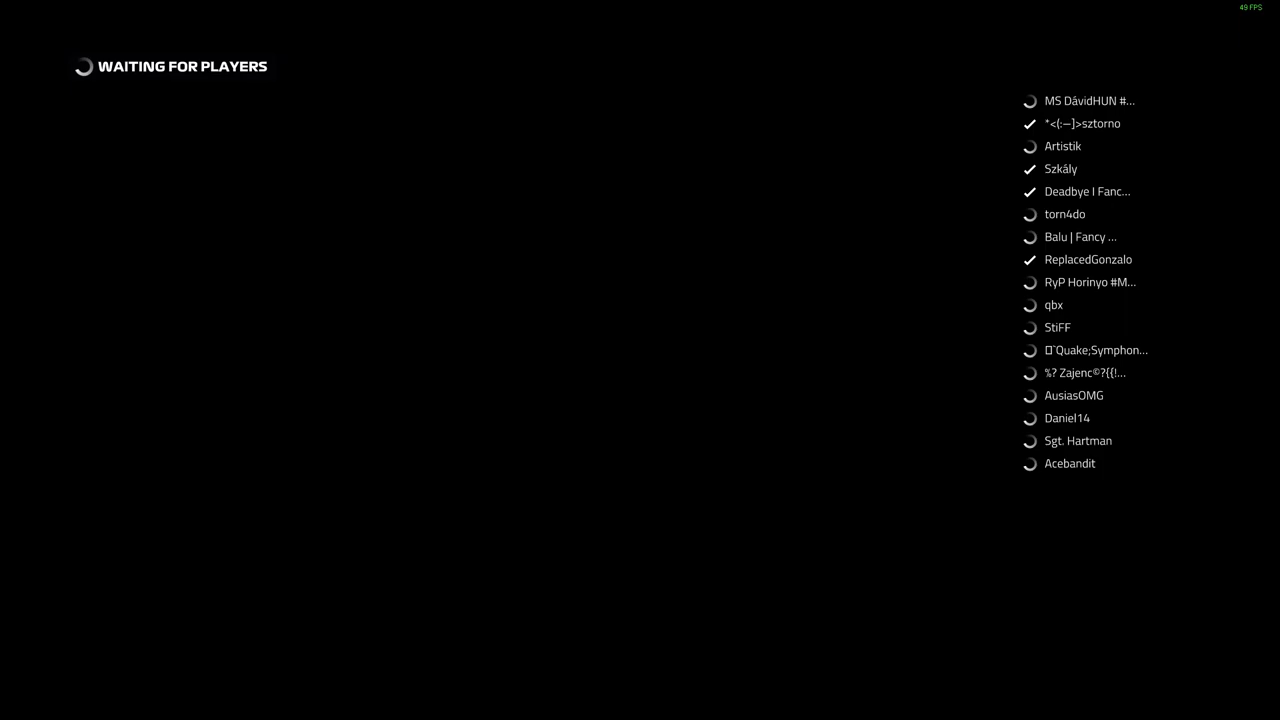 49 FPS
WAITING FOR PLAYERS
MS DávidHUN #...
*<(:—]>sztorno
Artistik
Szkály
Deadbye I Fanc...
torn4do
Balu | Fancy ...
ReplacedGonzalo
RyP Horinyo #M...
qbx
StiFF
□`Quake;Symphon...
%? Zajenc©?{{!...
AusiasOMG
Daniel14
Sgt. Hartman
Acebandit